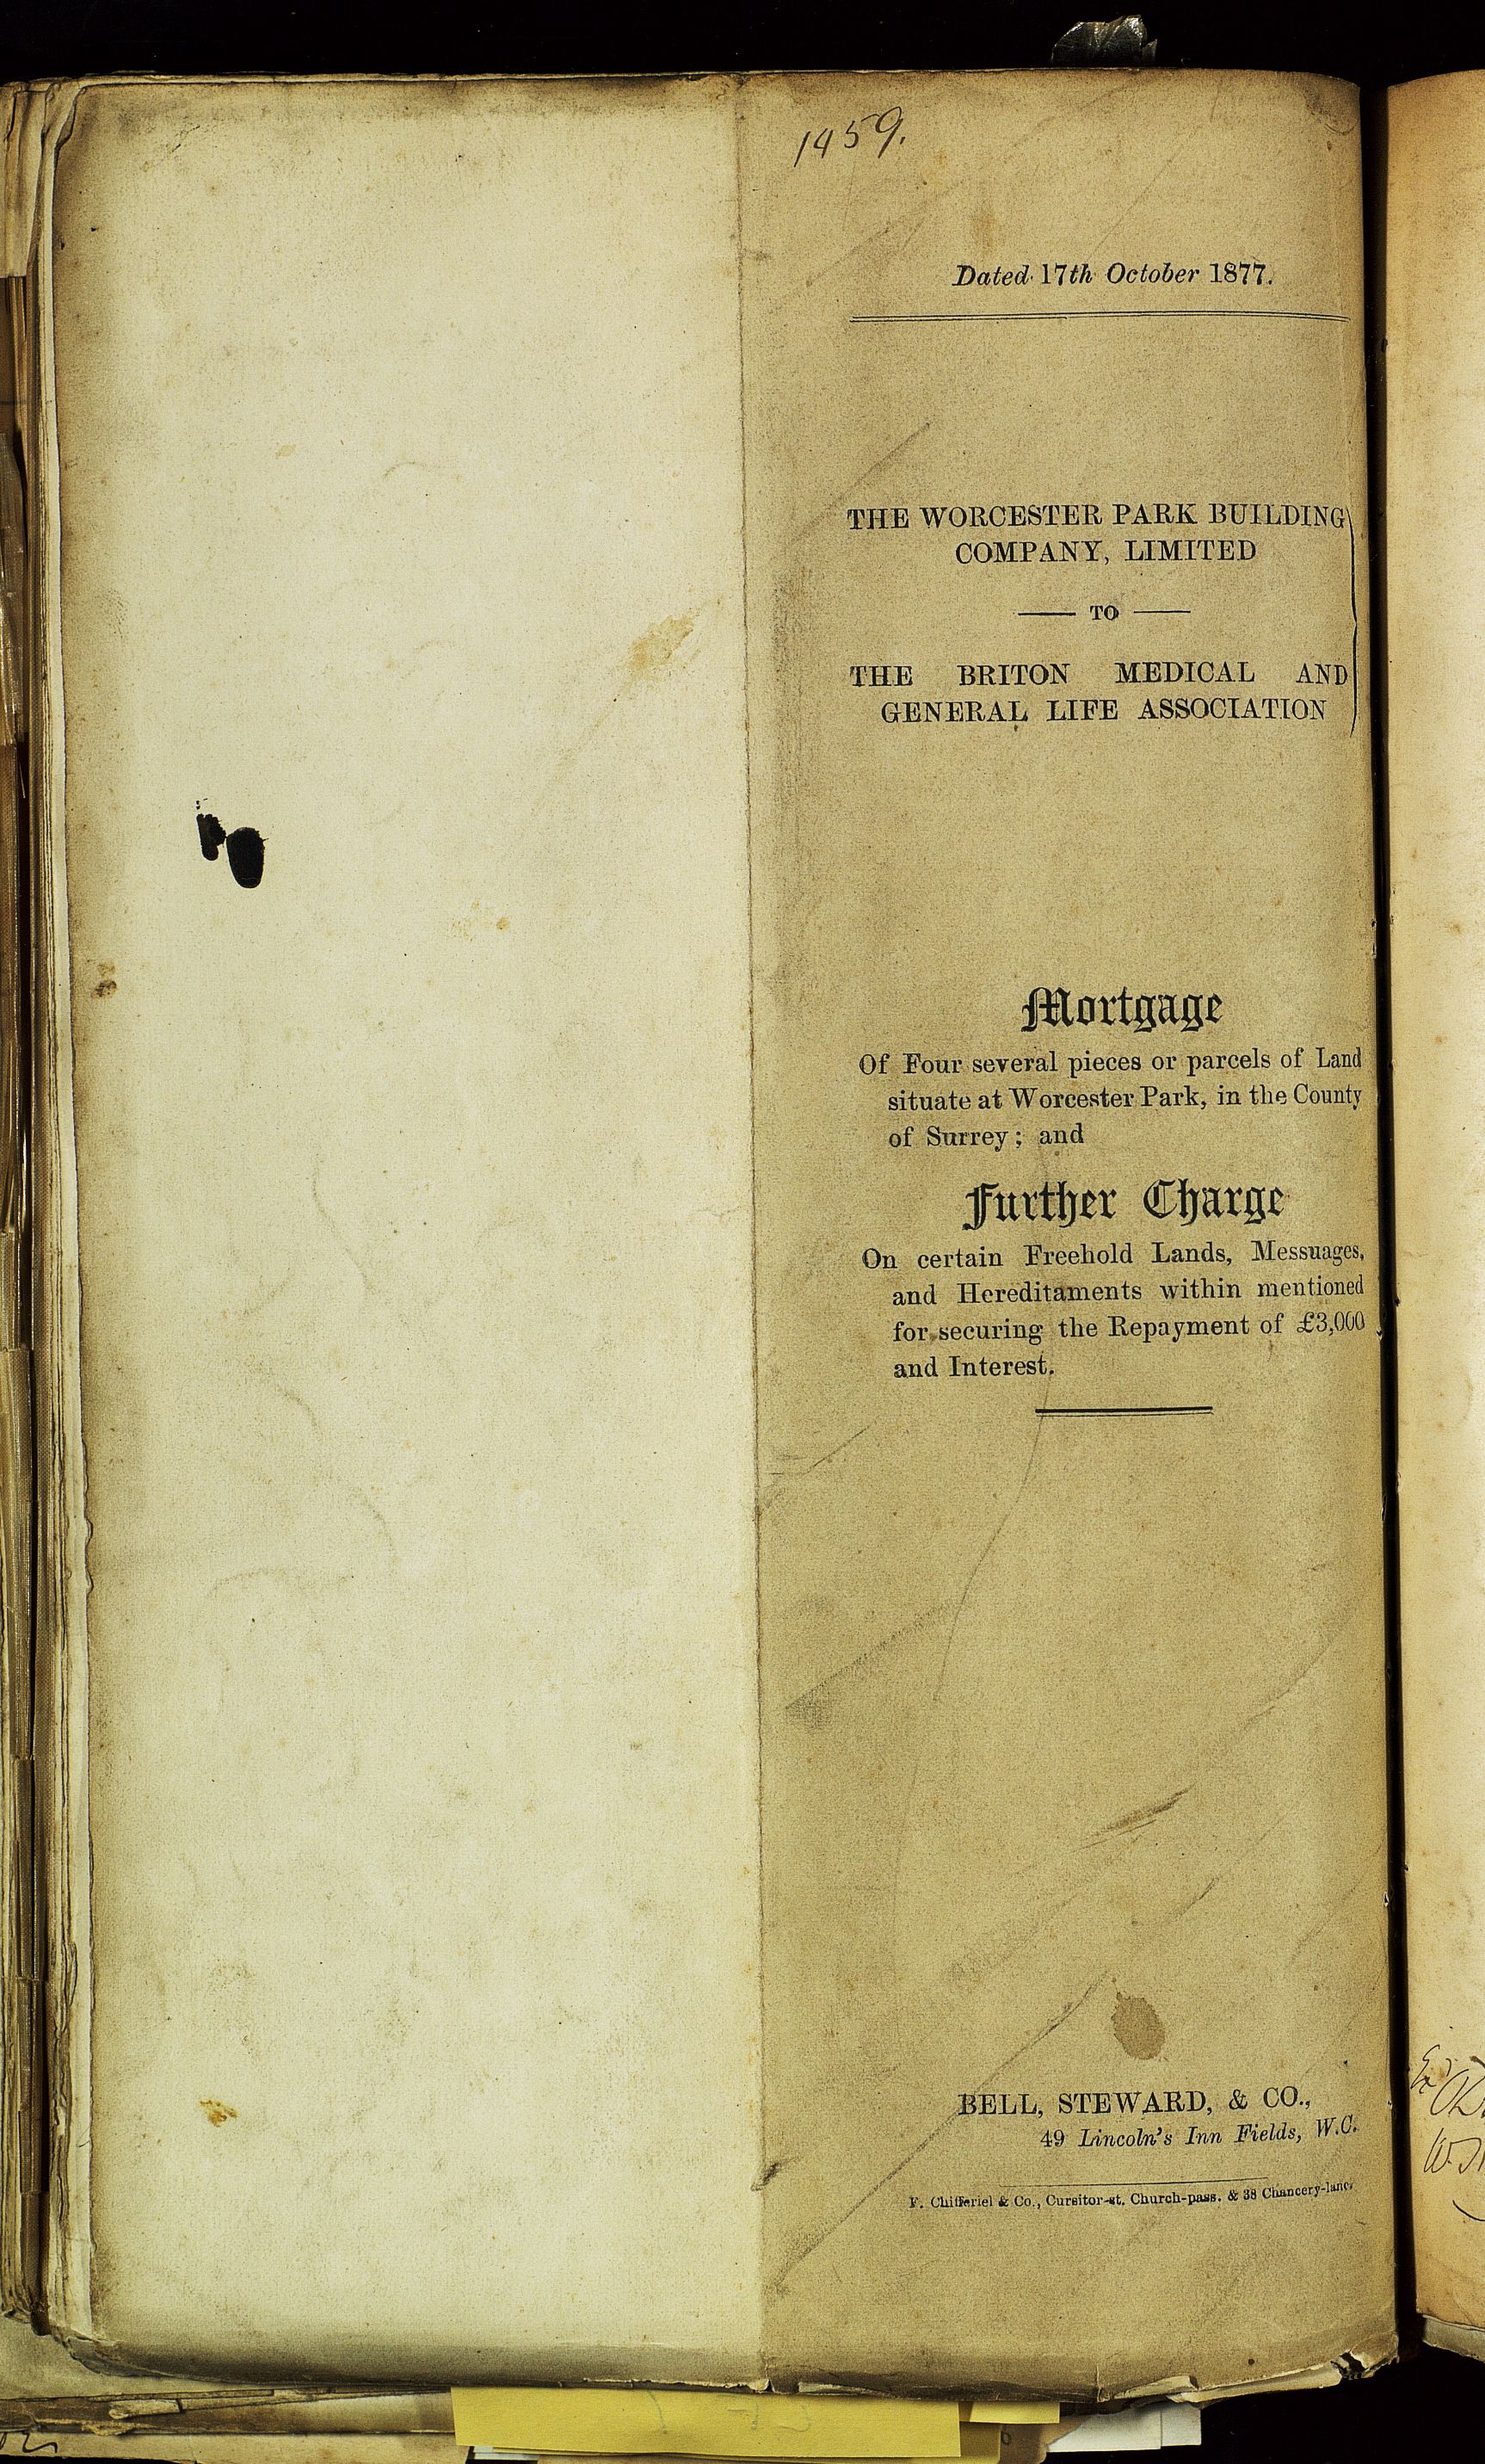 1459.
Dated 17th October 1877.
THE WORCESTER PARK BUILDING
COMPANY, LIMITED
— TO —
THE BRITON MEDICAL AND
GENERAL LIFE ASSOCIATION
Mortgage
Of Four several pieces or parcels of Land
situate at Worcester Park, in the County
of Surrey; and
Further Charge
On certain Freehold Lands, Messuages,
and Hereditaments within mentioned
for securing the Repayment of £3,000
and Interest.
BELL, STEWARD, & CO.,
49 Lincoln's Inn Fields, W.C.
F. Chifferiel & Co., Cursitor-st. Church-pass. & 38 Chancery-lane.